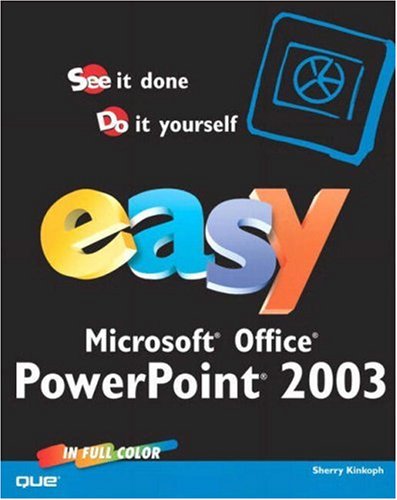 See it done
Do it yourself
easy
Microsoft® Office®
PowerPoint® 2003
IN FULL COLOR
Sherry Kinkoph
QUE®